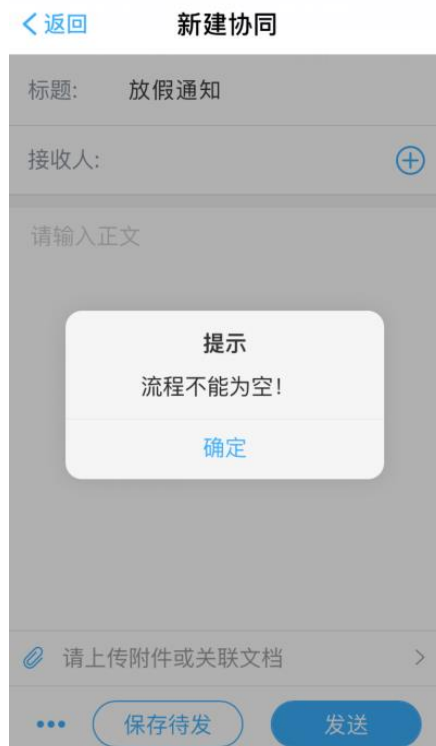 返回 新建协同
标题: 放假通知
接收人:
请输入正文
提示
流程不能为空!
确定
请上传附件或关联文档
保存待发 发送